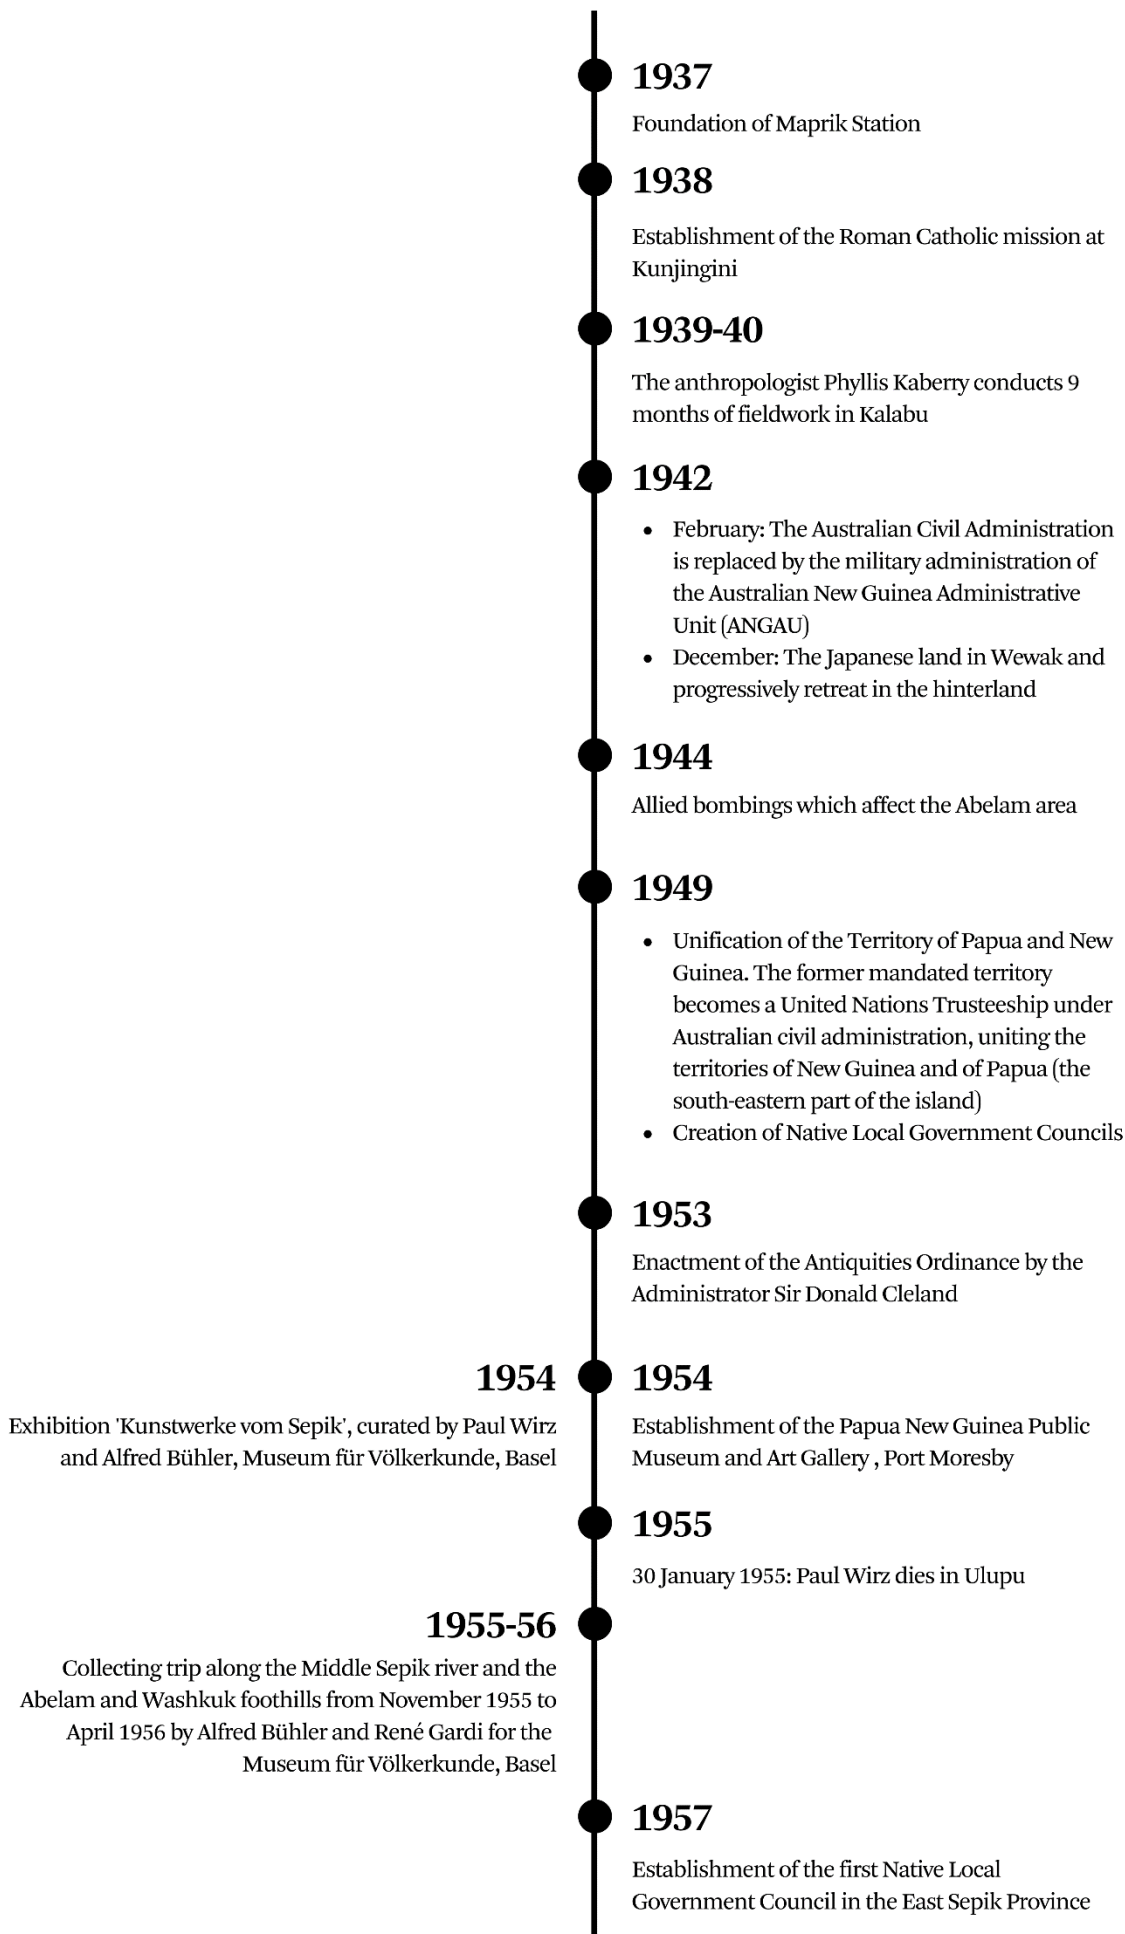 1937
Foundation of Maprik Station
1938
Establishment of the Roman Catholic mission at
Kunjingini
1939-40
The anthropologist Phyllis Kaberry conducts 9
months of fieldwork in Kalabu
1942
• February: The Australian Civil Administration
is replaced by the military administration of
the Australian New Guinea Administrative
Unit (ANGAU)
• December: The Japanese land in Wewak and
progressively retreat in the hinterland
1944
Allied bombings which affect the Abelam area
1949
• Unification of the Territory of Papua and New
Guinea. The former mandated territory
becomes a United Nations Trusteeship under
Australian civil administration, uniting the
territories of New Guinea and of Papua (the
south-eastern part of the island)
• Creation of Native Local Government Councils
1953
Enactment of the Antiquities Ordinance by the
Administrator Sir Donald Cleland
1954
Exhibition 'Kunstwerke vom Sepik', curated by Paul Wirz
and Alfred Bühler, Museum für Völkerkunde, Basel
1954
Establishment of the Papua New Guinea Public
Museum and Art Gallery , Port Moresby
1955
30 January 1955: Paul Wirz dies in Ulupu
1955-56
Collecting trip along the Middle Sepik river and the
Abelam and Washkuk foothills from November 1955 to
April 1956 by Alfred Bühler and René Gardi for the
Museum für Völkerkunde, Basel
1957
Establishment of the first Native Local
Government Council in the East Sepik Province